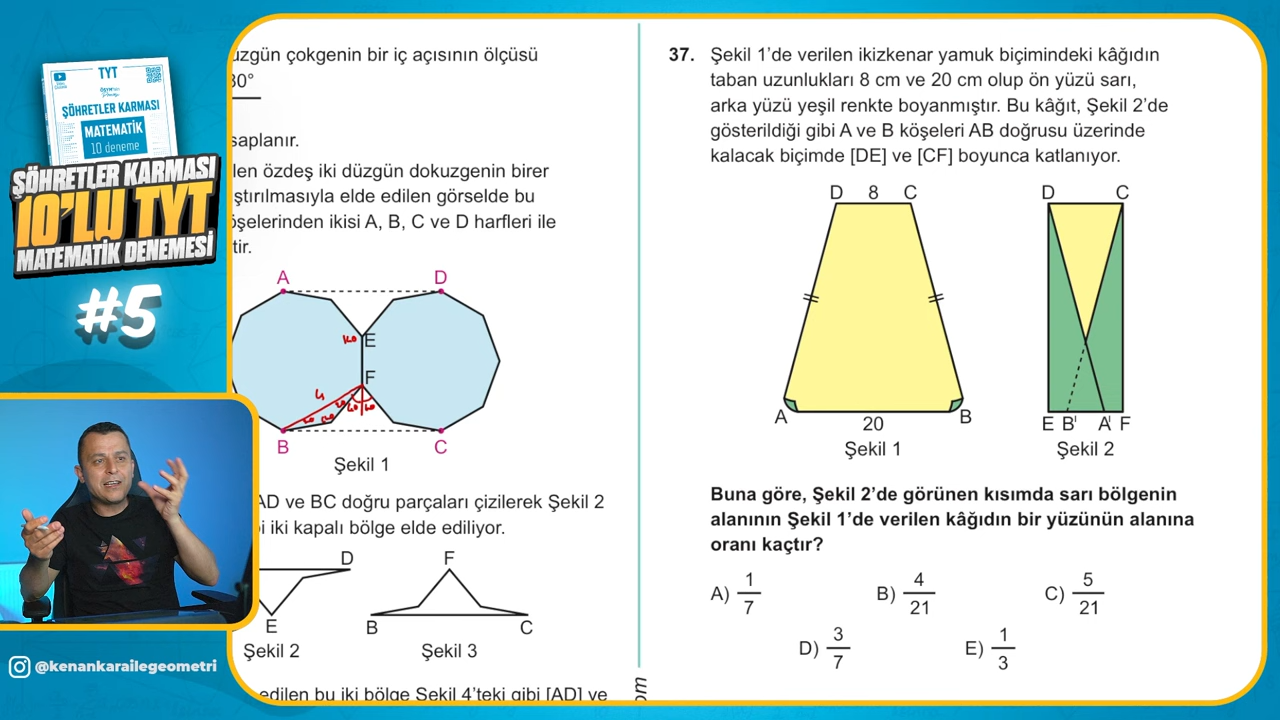 TYT
ŞÖHRETLER KARMASI
MATEMATİK
10 deneme
ŞÖHRETLER KARMASI
10'LU TYT
MATEMATİK DENEMESİ
#5
@kenankarailegeometri
üzgün çokgenin bir iç açısının ölçüsü
80°
saplanır.
len özdeş iki düzgün dokuzgenin birer
ştırılmasıyla elde edilen görselde bu
öşelerinden ikisi A, B, C ve D harfleri ile
tir.
A D
E
F
B C
Şekil 1
AD ve BC doğru parçaları çizilerek Şekil 2
i iki kapalı bölge elde ediliyor.
D F
E B C
Şekil 2 Şekil 3
edilen bu iki bölge Şekil 4'teki gibi [AD] ve
37. Şekil 1'de verilen ikizkenar yamuk biçimindeki kâğıdın
taban uzunlukları 8 cm ve 20 cm olup ön yüzü sarı,
arka yüzü yeşil renkte boyanmıştır. Bu kâğıt, Şekil 2'de
gösterildiği gibi A ve B köşeleri AB doğrusu üzerinde
kalacak biçimde [DE] ve [CF] boyunca katlanıyor.
D 8 C D C
A 20 B E B' A' F
Şekil 1 Şekil 2
Buna göre, Şekil 2'de görünen kısımda sarı bölgenin
alanının Şekil 1'de verilen kâğıdın bir yüzünün alanına
oranı kaçtır?
A) 1/7 B) 4/21 C) 5/21
D) 3/7 E) 1/3